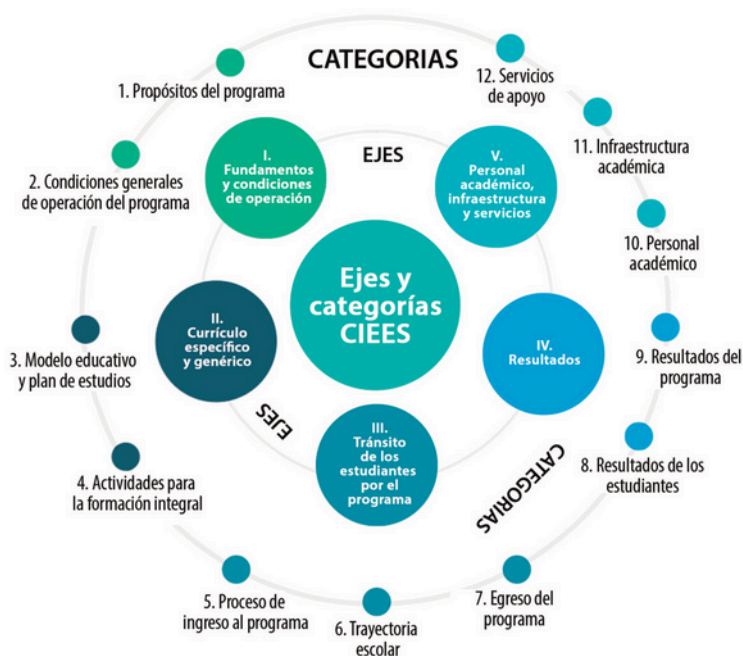 CATEGORIAS
1. Propósitos del programa
2. Condiciones generales
de operación del programa
3. Modelo educativo
y plan de estudios
4. Actividades para
la formación integral
5. Proceso de
ingreso al programa
6. Trayectoria
escolar
7. Egreso del
programa
8. Resultados de los
estudiantes
9. Resultados del
programa
10. Personal
académico
11. Infraestructura
académica
12. Servicios
de apoyo
EJES
I.
Fundamentos
y condiciones
de operación
II.
Currículo
específico
y genérico
III.
Tránsito
de los
estudiantes
por el
programa
IV.
Resultados
V.
Personal
académico,
infraestructura
y servicios
Ejes y
categorías
CIEES
EJES
CATEGORIAS